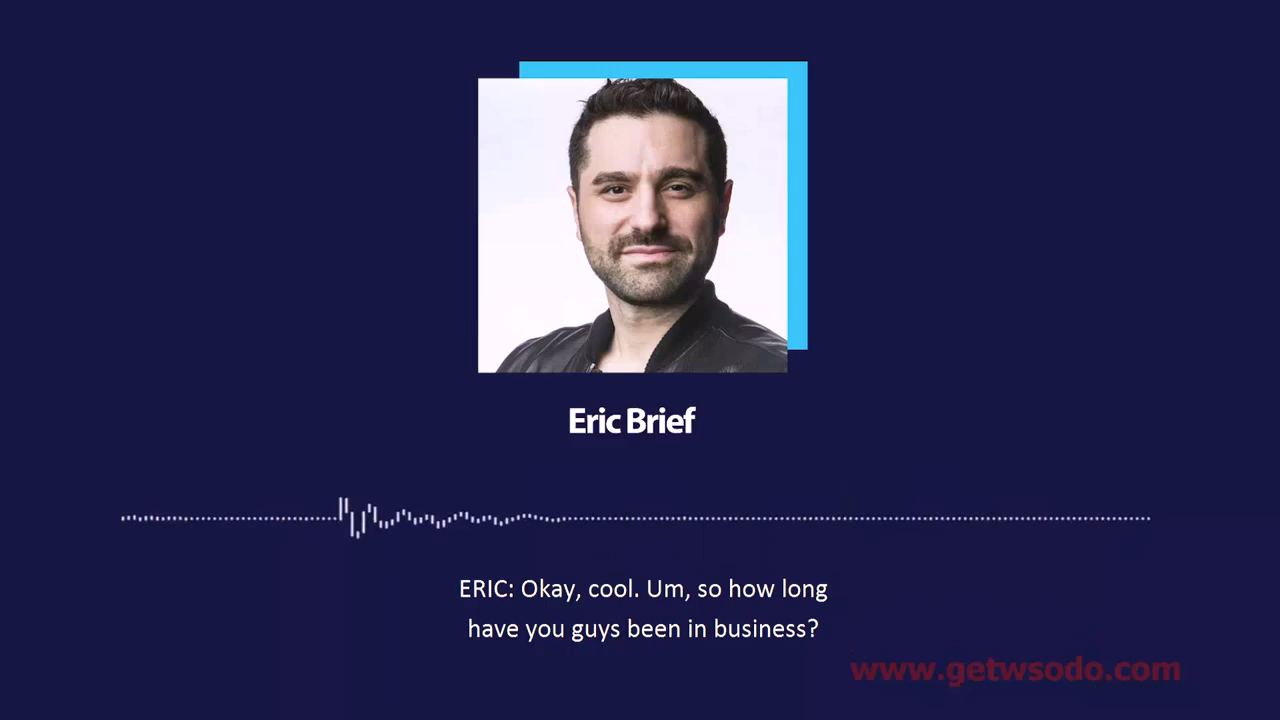 Eric Brief
ERIC: Okay, cool. Um, so how long
have you guys been in business?
www.getwsodo.com